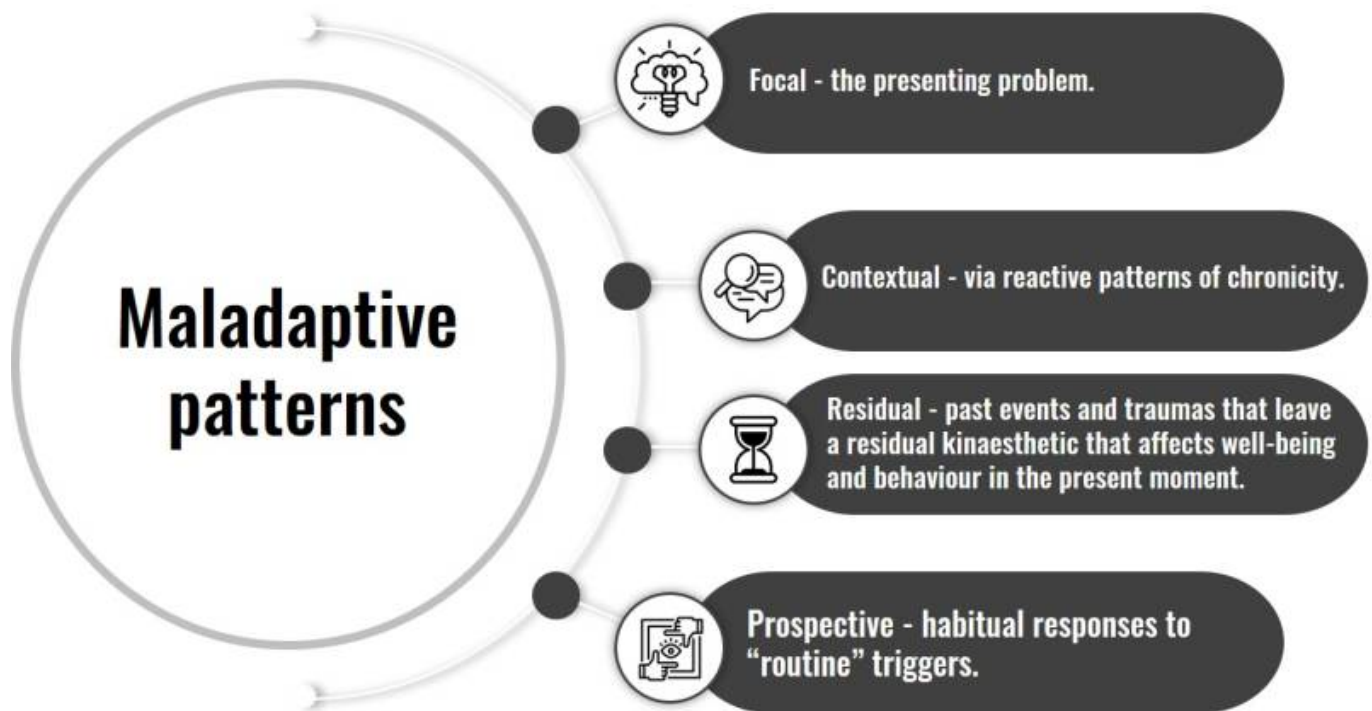 Maladaptive
patterns
Focal - the presenting problem.
Contextual - via reactive patterns of chronicity.
Residual - past events and traumas that leave
a residual kinaesthetic that affects well-being
and behaviour in the present moment.
Prospective - habitual responses to
“routine” triggers.